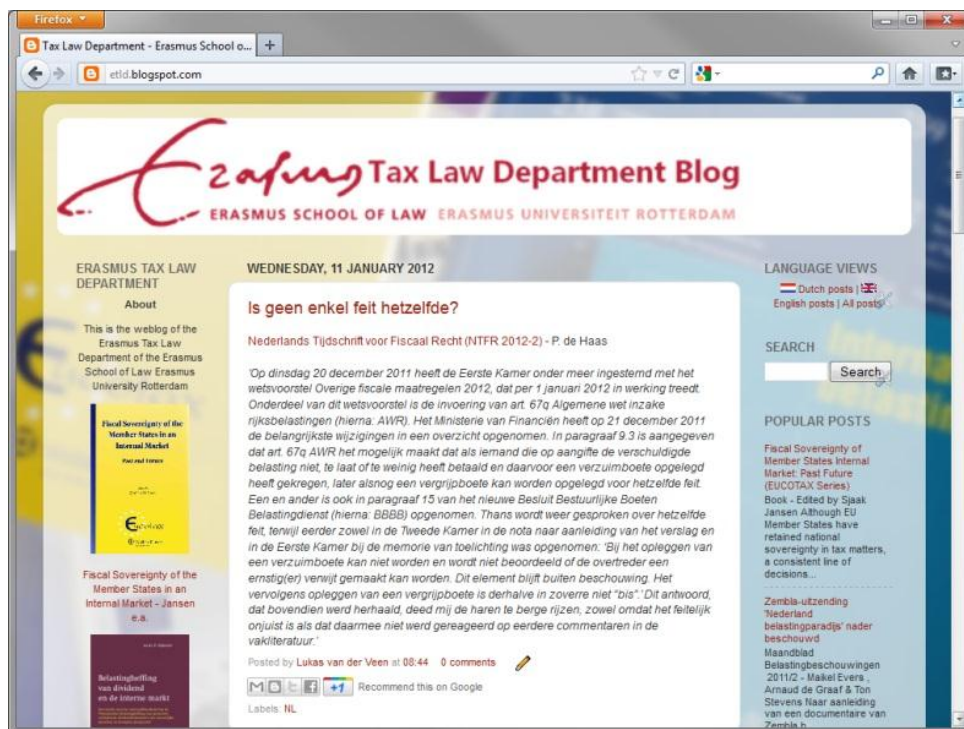 Firefox
Tax Law Department - Erasmus School o...
etld.blogspot.com
Erasmus Tax Law Department Blog
ERASMUS SCHOOL OF LAW ERASMUS UNIVERSITEIT ROTTERDAM
ERASMUS TAX LAW
DEPARTMENT
About
This is the weblog of the
Erasmus Tax Law
Department of the Erasmus
School of Law Erasmus
University Rotterdam
Fiscal Sovereignty of the
Member States in an
Internal Market
Past and Future
Eucotax
Fiscal Sovereignty of the
Member States in an
Internal Market - Jansen
e.a.
Belastingheffing
van dividend
en de interne markt
WEDNESDAY, 11 JANUARY 2012
Is geen enkel feit hetzelfde?
Nederlands Tijdschrift voor Fiscaal Recht (NTFR 2012-2) - P. de Haas
'Op dinsdag 20 december 2011 heeft de Eerste Kamer onder meer ingestemd met het
wetsvoorstel Overige fiscale maatregelen 2012, dat per 1 januari 2012 in werking treedt.
Onderdeel van dit wetsvoorstel is de invoering van art. 67q Algemene wet inzake
rijksbelastingen (hierna: AWR). Het Ministerie van Financiën heeft op 21 december 2011
de belangrijkste wijzigingen in een overzicht opgenomen. In paragraaf 9.3 is aangegeven
dat art. 67q AWR het mogelijk maakt dat als iemand die op aangifte de verschuldigde
belasting niet, te laat of te weinig heeft betaald en daarvoor een verzuimboete opgelegd
heeft gekregen, later alsnog een vergrijpboete kan worden opgelegd voor hetzelfde feit.
Een en ander is ook in paragraaf 15 van het nieuwe Besluit Bestuurlijke Boeten
Belastingdienst (hierna: BBBB) opgenomen. Thans wordt weer gesproken over hetzelfde
feit, terwijl eerder zowel in de Tweede Kamer in de nota naar aanleiding van het verslag en
in de Eerste Kamer bij de memorie van toelichting was opgenomen: 'Bij het opleggen van
een verzuimboete kan niet worden en wordt niet beoordeeld of de overtreder een
ernstig(er) verwijt gemaakt kan worden. Dit element blijft buiten beschouwing. Het
vervolgens opleggen van een vergrijpboete is derhalve in zoverre niet "bis".' Dit antwoord,
dat bovendien werd herhaald, deed mij de haren te berge rijzen, zowel omdat het feitelijk
onjuist is als dat daarmee niet werd gereageerd op eerdere commentaren in de
vakliteratuur.'
Posted by Lukas van der Veen at 08:44 0 comments
+1 Recommend this on Google
Labels: NL
LANGUAGE VIEWS
Dutch posts |
English posts | All posts
SEARCH
Search
POPULAR POSTS
Fiscal Sovereignty of
Member States Internal
Market: Past Future
(EUCOTAX Series)
Book - Edited by Sjaak
Jansen Although EU
Member States have
retained national
sovereignty in tax matters,
a consistent line of
decisions...
Zembla-uitzending
'Nederland
belastingparadijs' nader
beschouwd
Maandblad
Belastingbeschouwingen
2011/2 - Maikel Evers ,
Arnaud de Graaf & Ton
Stevens Naar aanleiding
van een documentaire van
Zembla h